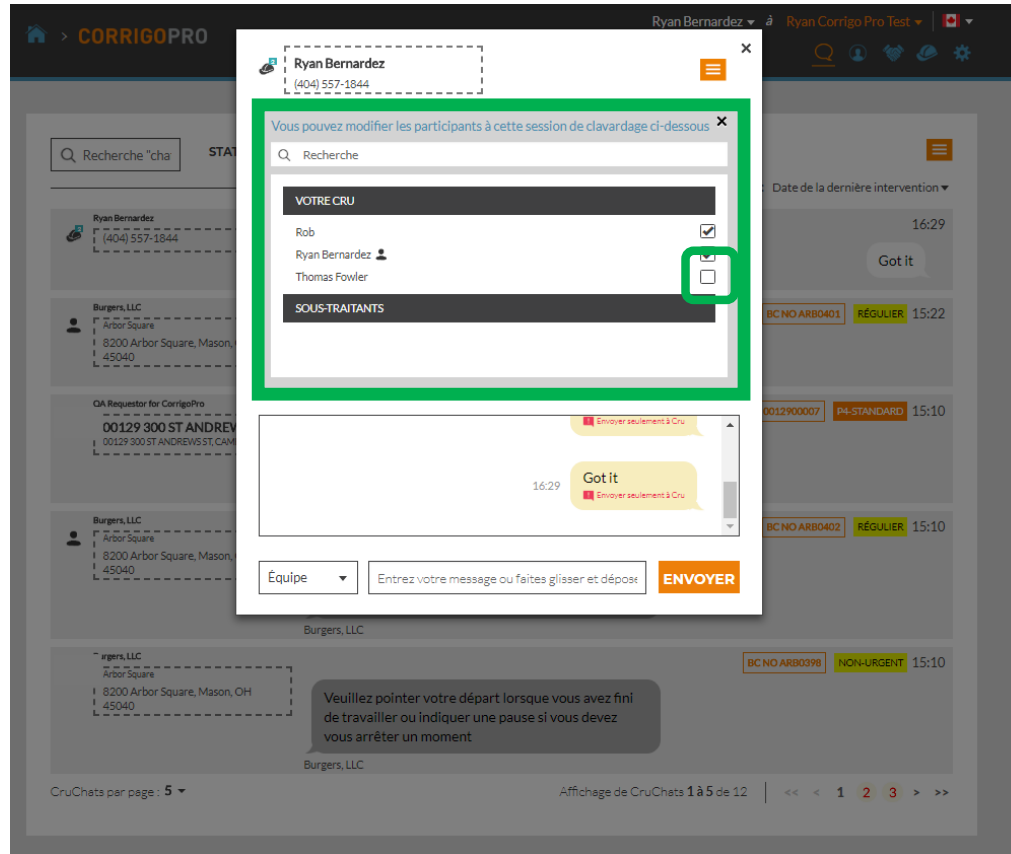 Ryan Bernardez à Ryan Corrigo Pro Test
> CORRIGOPRO
Ryan Bernardez
(404) 557-1844
Vous pouvez modifier les participants à cette session de clavardage ci-dessous
Recherche
VOTRE CRU
Rob
Ryan Bernardez
Thomas Fowler
SOUS-TRAITANTS
Envoyer seulement à Cru
16:29 Got it
Envoyer seulement à Cru
Équipe
Entrez votre message ou faites glisser et dépose
ENVOYER
Recherche "cha
Date de la dernière intervention
Ryan Bernardez
(404) 557-1844
16:29
Got it
Burgers, LLC
Arbor Square
8200 Arbor Square, Mason,
45040
BC NO ARB0401 RÉGULIER 15:22
QA Requestor for CorrigoPro
00129 300 ST ANDREW
00129 300 ST ANDREWS ST, CAM
0012900007 P4-STANDARD 15:10
Burgers, LLC
Arbor Square
8200 Arbor Square, Mason,
45040
BC NO ARB0402 RÉGULIER 15:10
Burgers, LLC
rgers, LLC
Arbor Square
8200 Arbor Square, Mason, OH
45040
BC NO ARB0398 NON-URGENT 15:10
Veuillez pointer votre départ lorsque vous avez fini
de travailler ou indiquer une pause si vous devez
vous arrêter un moment
Burgers, LLC
CruChats par page : 5
Affichage de CruChats 1 à 5 de 12 << < 1 2 3 > >>